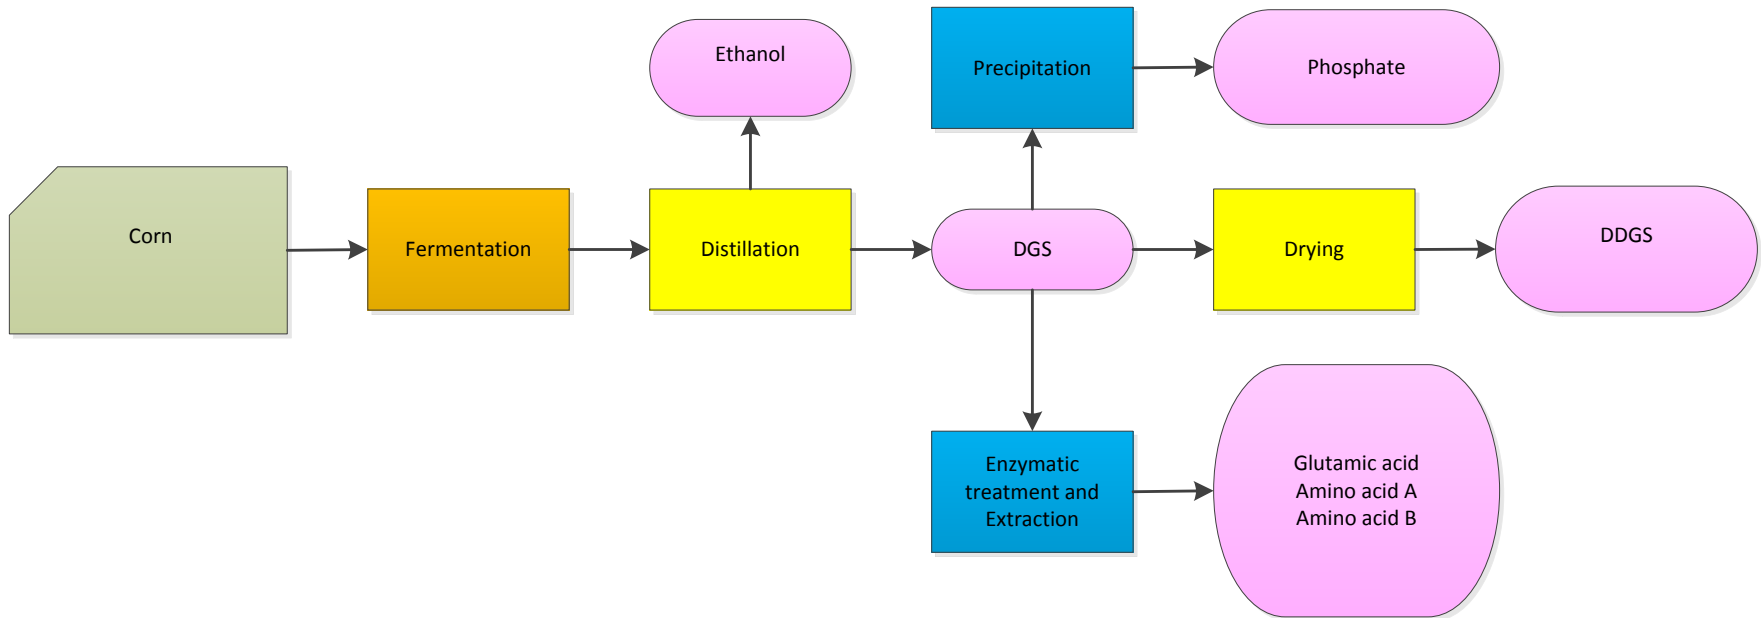 Ethanol
Precipitation
Phosphate
Corn
Fermentation
Distillation
DGS
Drying
DDGS
Enzymatic
treatment and
Extraction
Glutamic acid
Amino acid A
Amino acid B